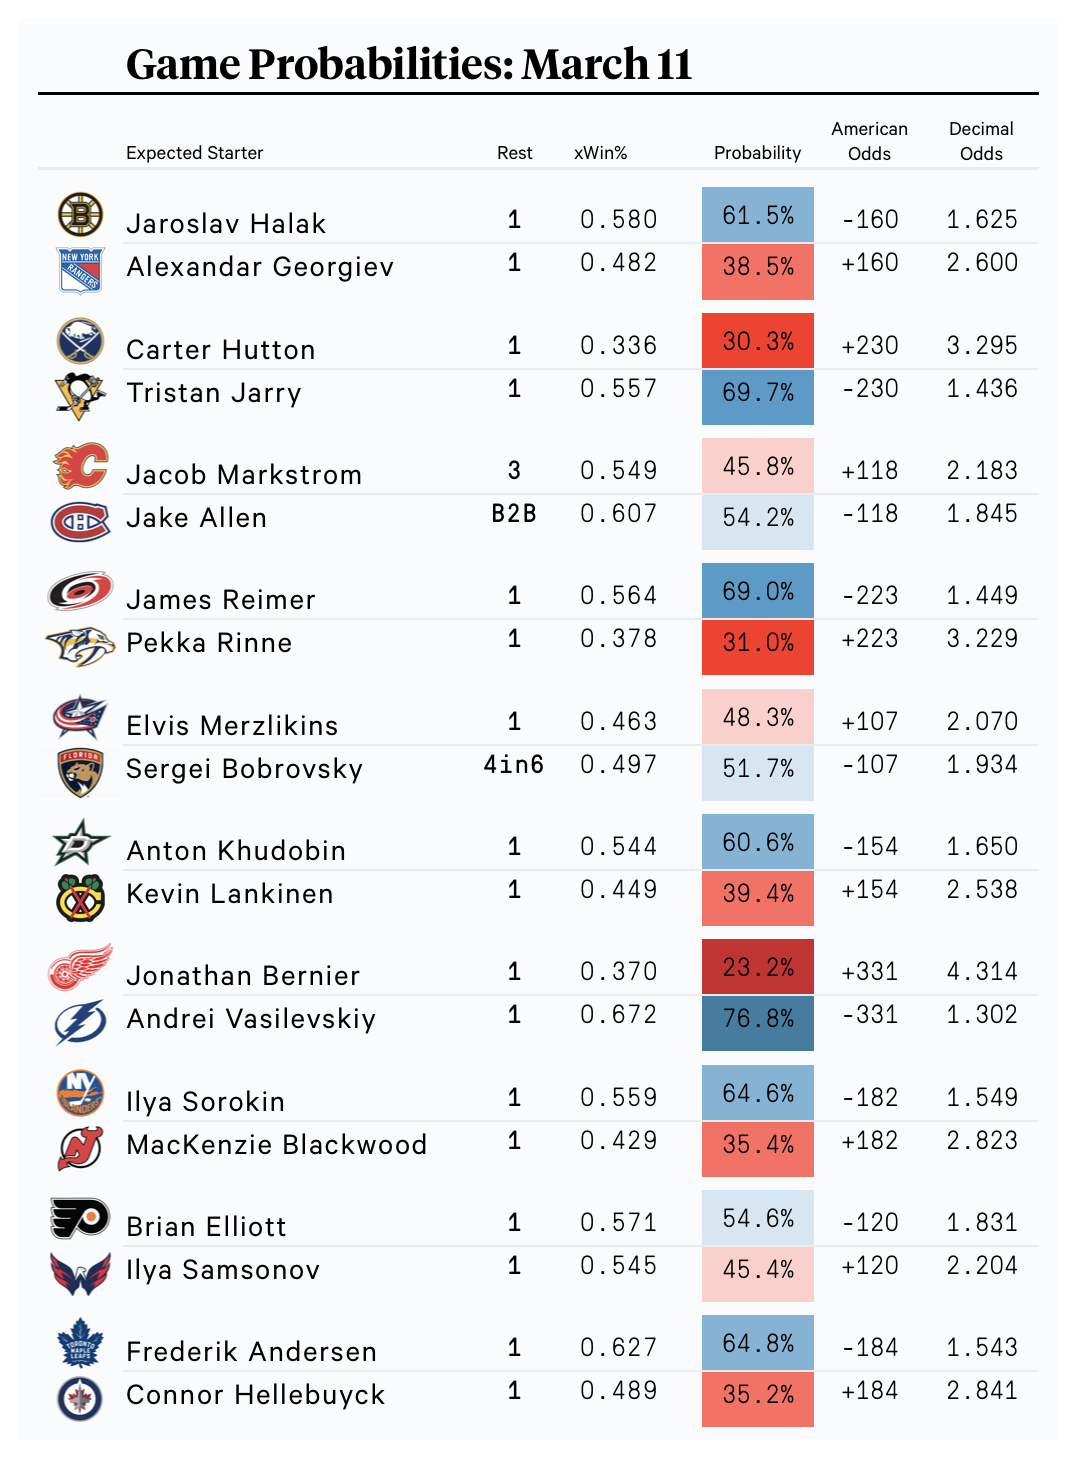 Game Probabilities: March 11
Expected Starter Rest xWin% Probability American Odds Decimal Odds
Jaroslav Halak 1 0.580 61.5% -160 1.625
NEW YORK
RANGERS
Alexandar Georgiev 1 0.482 38.5% +160 2.600
Carter Hutton 1 0.336 30.3% +230 3.295
Tristan Jarry 1 0.557 69.7% -230 1.436
Jacob Markstrom 3 0.549 45.8% +118 2.183
Jake Allen B2B 0.607 54.2% -118 1.845
James Reimer 1 0.564 69.0% -223 1.449
Pekka Rinne 1 0.378 31.0% +223 3.229
Elvis Merzlikins 1 0.463 48.3% +107 2.070
FLORIDA
Sergei Bobrovsky 4in6 0.497 51.7% -107 1.934
Anton Khudobin 1 0.544 60.6% -154 1.650
Kevin Lankinen 1 0.449 39.4% +154 2.538
Jonathan Bernier 1 0.370 23.2% +331 4.314
Andrei Vasilevskiy 1 0.672 76.8% -331 1.302
NY
ISLANDERS
Ilya Sorokin 1 0.559 64.6% -182 1.549
MacKenzie Blackwood 1 0.429 35.4% +182 2.823
Brian Elliott 1 0.571 54.6% -120 1.831
Ilya Samsonov 1 0.545 45.4% +120 2.204
TORONTO
MAPLE
LEAFS
Frederik Andersen 1 0.627 64.8% -184 1.543
Connor Hellebuyck 1 0.489 35.2% +184 2.841